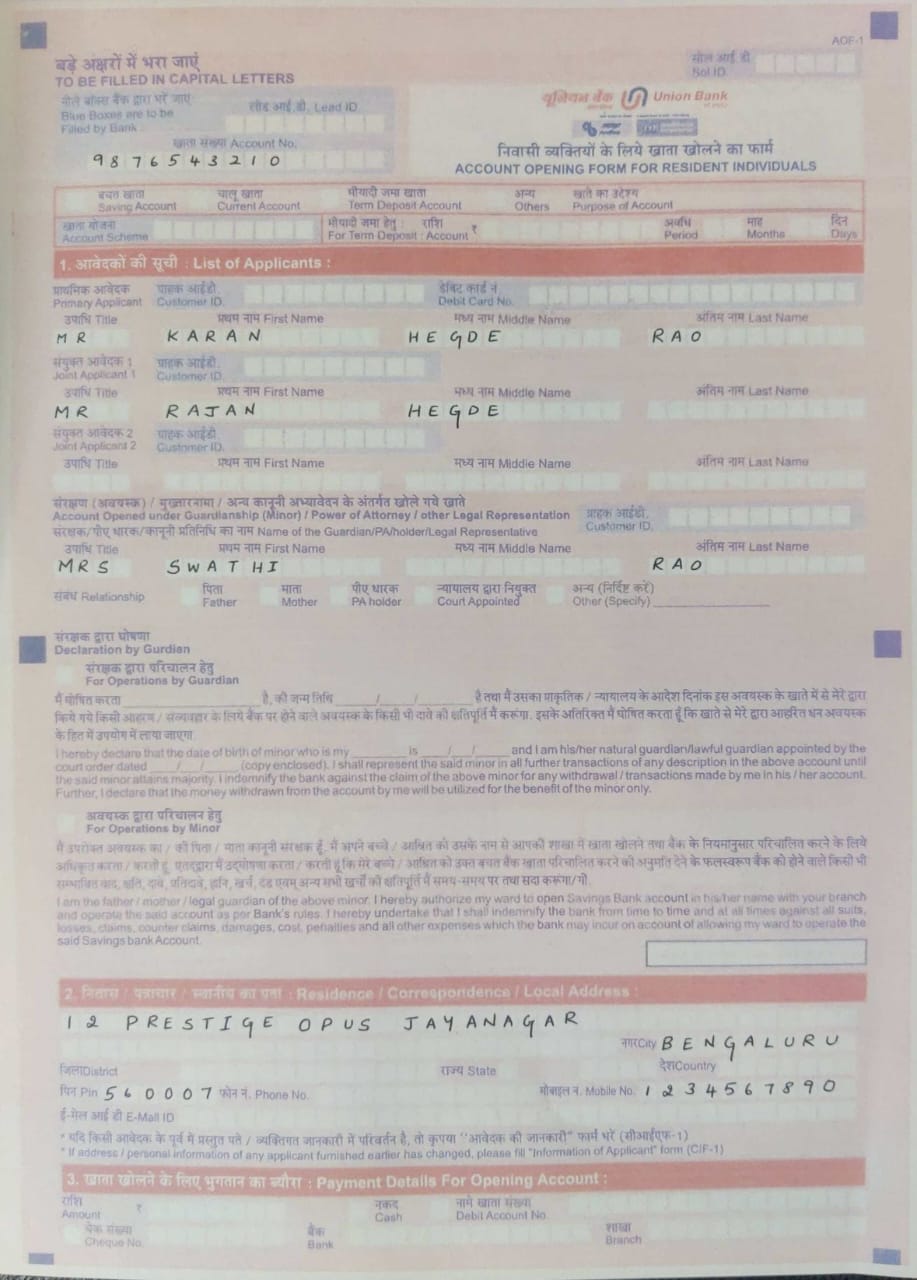 AOF-1
बड़े अक्षरों में भरा जाएं
TO BE FILLED IN CAPITAL LETTERS
सोल आई डी
Sol ID.
नीले बॉक्स बैंक द्वारा भरे जाए
Blue Boxes are to be
Filled by Bank
लीड आई.डी. Lead ID.
यूनियन बैंक Union Bank
खाता संख्या Account No.
9876543210
निवासी व्यक्तियों के लिये खाता खोलने का फार्म
ACCOUNT OPENING FORM FOR RESIDENT INDIVIDUALS
बचत खाता चालू खाता मीयादी जमा खाता अन्य खाते का उद्देश्य
Saving Account Current Account Term Deposit Account Others Purpose of Account
खाता योजना मीयादी जमा हेतु : राशि ₹ अवधि माह दिन
Account Scheme For Term Deposit : Account Period Months Days
1. आवेदकों की सूची : List of Applicants :
प्राथमिक आवेदक ग्राहक आईडी. डेबिट कार्ड नं.
Primary Applicant Customer ID. Debit Card No.
उपाधि Title प्रथम नाम First Name मध्य नाम Middle Name अंतिम नाम Last Name
MR KARAN HEGDE RAO
संयुक्त आवेदक 1 ग्राहक आईडी.
Joint Applicant 1 Customer ID.
उपाधि Title प्रथम नाम First Name मध्य नाम Middle Name अंतिम नाम Last Name
MR RAJAN HEGDE
संयुक्त आवेदक 2 ग्राहक आईडी.
Joint Applicant 2 Customer ID.
उपाधि Title प्रथम नाम First Name मध्य नाम Middle Name अंतिम नाम Last Name
संरक्षण (अवयस्क) / मुख्तारनामा / अन्य कानूनी अभ्यावेदन के अंतर्गत खोले गये खाते
Account Opened under Guardianship (Minor) / Power of Attorney / other Legal Representation
ग्राहक आईडी.
Customer ID.
संरक्षक/पीए धारक/कानूनी प्रतिनिधि का नाम Name of the Guardian/PA/holder/Legal Representative
उपाधि Title प्रथम नाम First Name मध्य नाम Middle Name अंतिम नाम Last Name
MRS SWATHI RAO
संबंध Relationship पिता माता पीए धारक न्यायालय द्वारा नियुक्त अन्य (निर्दिष्ट करें)
Father Mother PA holder Court Appointed Other (Specify)
संरक्षक द्वारा घोषणा
Declaration by Gurdian
संरक्षक द्वारा परिचालन हेतु
For Operations by Guardian
मैं घोषित करता ________ है, की जन्म तिथि __/__/__ है तथा मैं उसका प्राकृतिक / न्यायालय के आदेश दिनांक इस अवयस्क के खाते में से मेरे द्वारा
किये गये किसी आहरण / संव्यवहार के लिये बैंक पर होने वाले अवयस्क के किसी भी दावे की क्षतिपूर्ति मैं करूगा. इसके अतिरिक्त मैं घोषित करता हूँ कि खाते से मेरे द्वारा आहरित धन अवयस्क
के हित में उपयोग में लाया जाएगा.
I hereby declare that the date of birth of minor who is my ________ is __/__/__ and I am his/her natural guardian/lawful guardian appointed by the
court order dated __/__/__ (copy enclosed). I shall represent the said minor in all further transactions of any description in the above account until
the said minor attains majority. I indemnify the bank against the claim of the above minor for any withdrawal / transactions made by me in his / her account.
Further, I declare that the money withdrawn from the account by me will be utilized for the benefit of the minor only.
अवयस्क द्वारा परिचालन हेतु
For Operations by Minor
मैं उपरोक्त अवयस्क का / की पिता / माता कानूनी संरक्षक हूँ. मैं अपने बच्चे / आश्रित को उसके नाम से आपकी शाखा में खाता खोलने तथा बैंक के नियमानुसार परिचालित करने के लिये
अधिकृत करता / करती हूँ. एतद्द्वारा मैं उद्घोषणा करता / करती हूँ कि मेरे बच्चे / आश्रित को उक्त बचत बैंक खाता परिचालित करने की अनुमति देने के फलस्वरूप बैंक को होने वाले किसी भी
सम्भावित वाद, क्षति, दावे, प्रतिदावे, हानि, खर्च, दंड एवम् अन्य सभी खर्चों की क्षतिपूर्ति मैं समय-समय पर तथा सदा करूंगा/गी.
I am the father / mother / legal guardian of the above minor. I hereby authorize my ward to open Savings Bank account in his/her name with your branch
and operate the said account as per Bank's rules. I hereby undertake that I shall indemnify the bank from time to time and at all times against all suits,
losses, claims, counter claims, damages, cost, penalties and all other expenses which the bank may incur on account of allowing my ward to operate the
said Savings bank Account.
2. निवास / पत्राचार / स्थानीय का पता : Residence / Correspondence / Local Address :
12 PRESTIGE OPUS JAYANAGAR
नगरCity BENGALURU
जिलाDistrict राज्य State देशCountry
पिन Pin 560007 फोन नं. Phone No. मोबाइल नं. Mobile No. 1234567890
ई-मेल आई डी E-Mail ID
* यदि किसी आवेदक के पूर्व में प्रस्तुत पते / व्यक्तिगत जानकारी में परिवर्तन है, तो कृपया "आवेदक की जानकारी" फार्म भरें (सीआईएफ-1)
* If address / personal information of any applicant furnished earlier has changed, please fill "Information of Applicant" form (CIF-1)
3. खाता खोलने के लिए भुगतान का ब्यौरा : Payment Details For Opening Account :
राशि ₹ नकद नामे खाता संख्या
Amount Cash Debit Account No.
चेक संख्या बैंक शाखा
Cheque No. Bank Branch